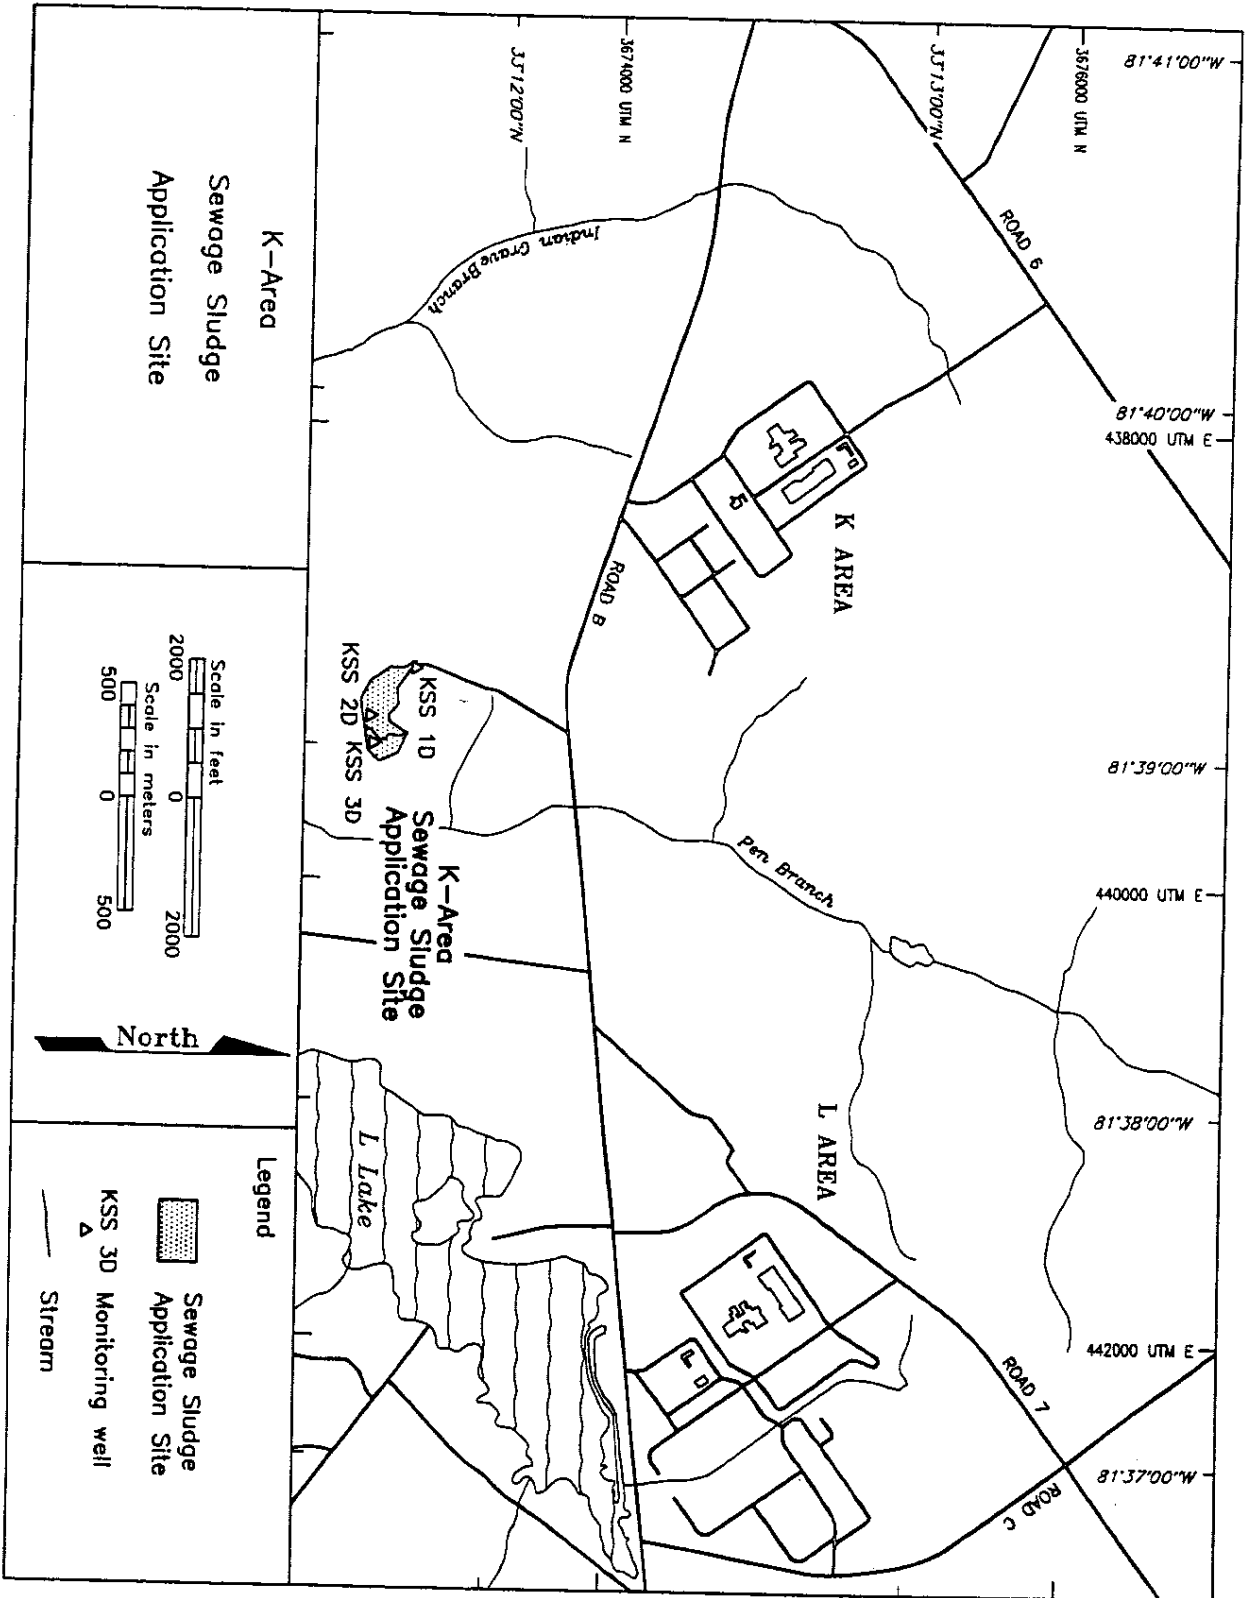 81°41'00"W
81°40'00"W
438000 UTM E
81°39'00"W
440000 UTM E
81°38'00"W
442000 UTM E
81°37'00"W
3676000 UTM N
33°13'00"N
3674000 UTM N
33°12'00"N
ROAD 6
ROAD 7
ROAD C
K AREA
L AREA
Pen Branch
ROAD B
Indian Grave Branch
KSS 1D
KSS 2D
KSS 3D
K-Area
Sewage Sludge
Application Site
L Lake
K-Area
Sewage Sludge
Application Site
Scale in feet
2000 0 2000
Scale in meters
500 0 500
North
Legend
Sewage Sludge
Application Site
KSS 3D Monitoring well
Stream